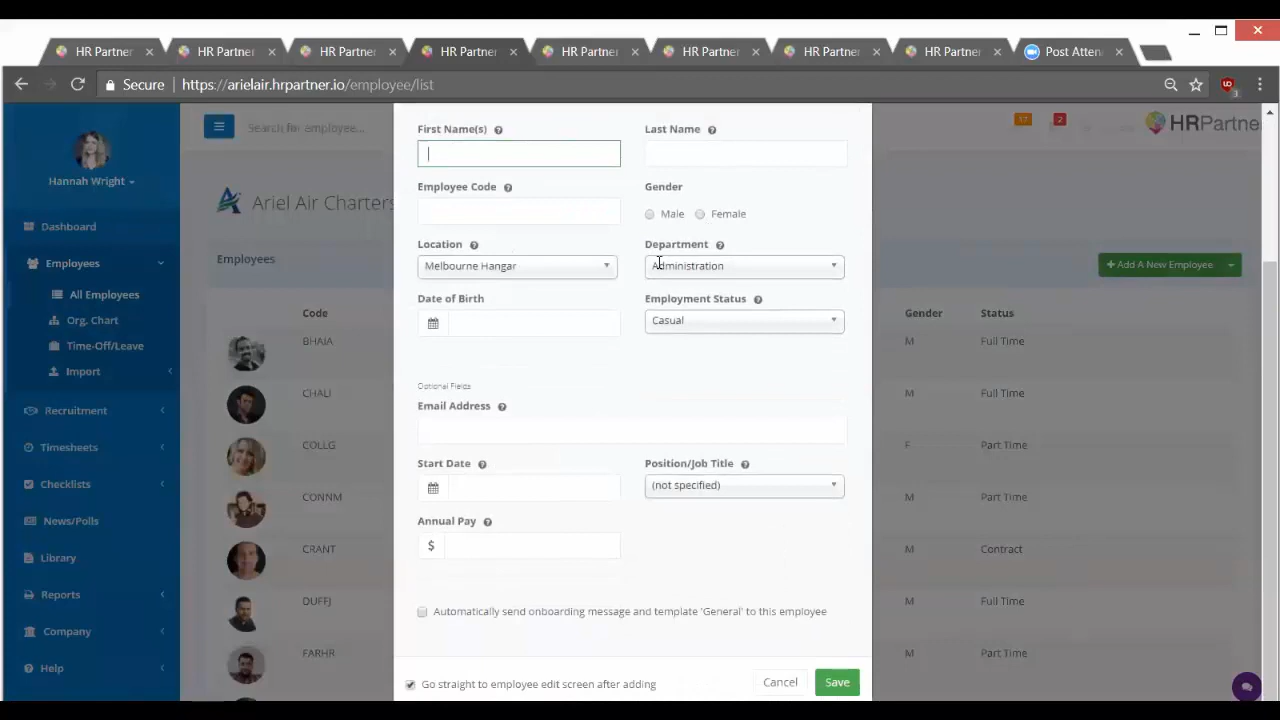 HR Partner HR Partner HR Partner HR Partner HR Partner HR Partner HR Partner HR Partner Post Atten
Secure https://arielair.hrpartner.io/employee/list
Hannah Wright
Dashboard
Employees
All Employees
Org. Chart
Time-Off/Leave
Import
Recruitment
Timesheets
Checklists
News/Polls
Library
Reports
Company
Help
Search for employee...
17 2 HRPartne
Ariel Air Charters
Employees
+ Add A New Employee
Code Gender Status
BHAIA M Full Time
CHALI M Full Time
COLLG F Part Time
CONNM M Part Time
CRANT M Contract
DUFFJ M Full Time
FARHR M Part Time
First Name(s) Last Name
Employee Code Gender
Male Female
Location Department
Melbourne Hangar Administration
Date of Birth Employment Status
Casual
Optional Fields
Email Address
Start Date Position/Job Title
(not specified)
Annual Pay
$
Automatically send onboarding message and template 'General' to this employee
Go straight to employee edit screen after adding Cancel Save